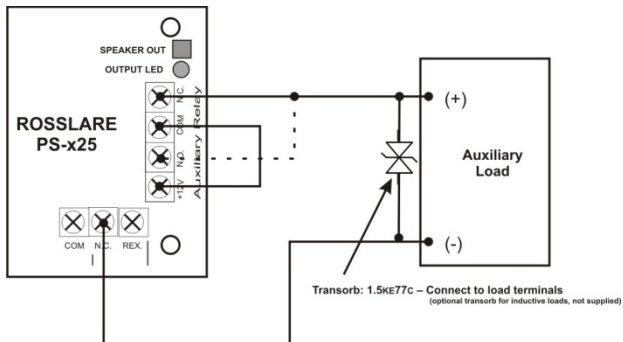 SPEAKER OUT
OUTPUT LED
ROSSLARE
PS-x25
N.C.
COM
N.O.
+12V
Auxiliary Relay
COM
N.C.
REX.
(+)
Auxiliary
Load
(-)
Transorb: 1.5KE77C – Connect to load terminals
(optional transorb for inductive loads, not supplied)